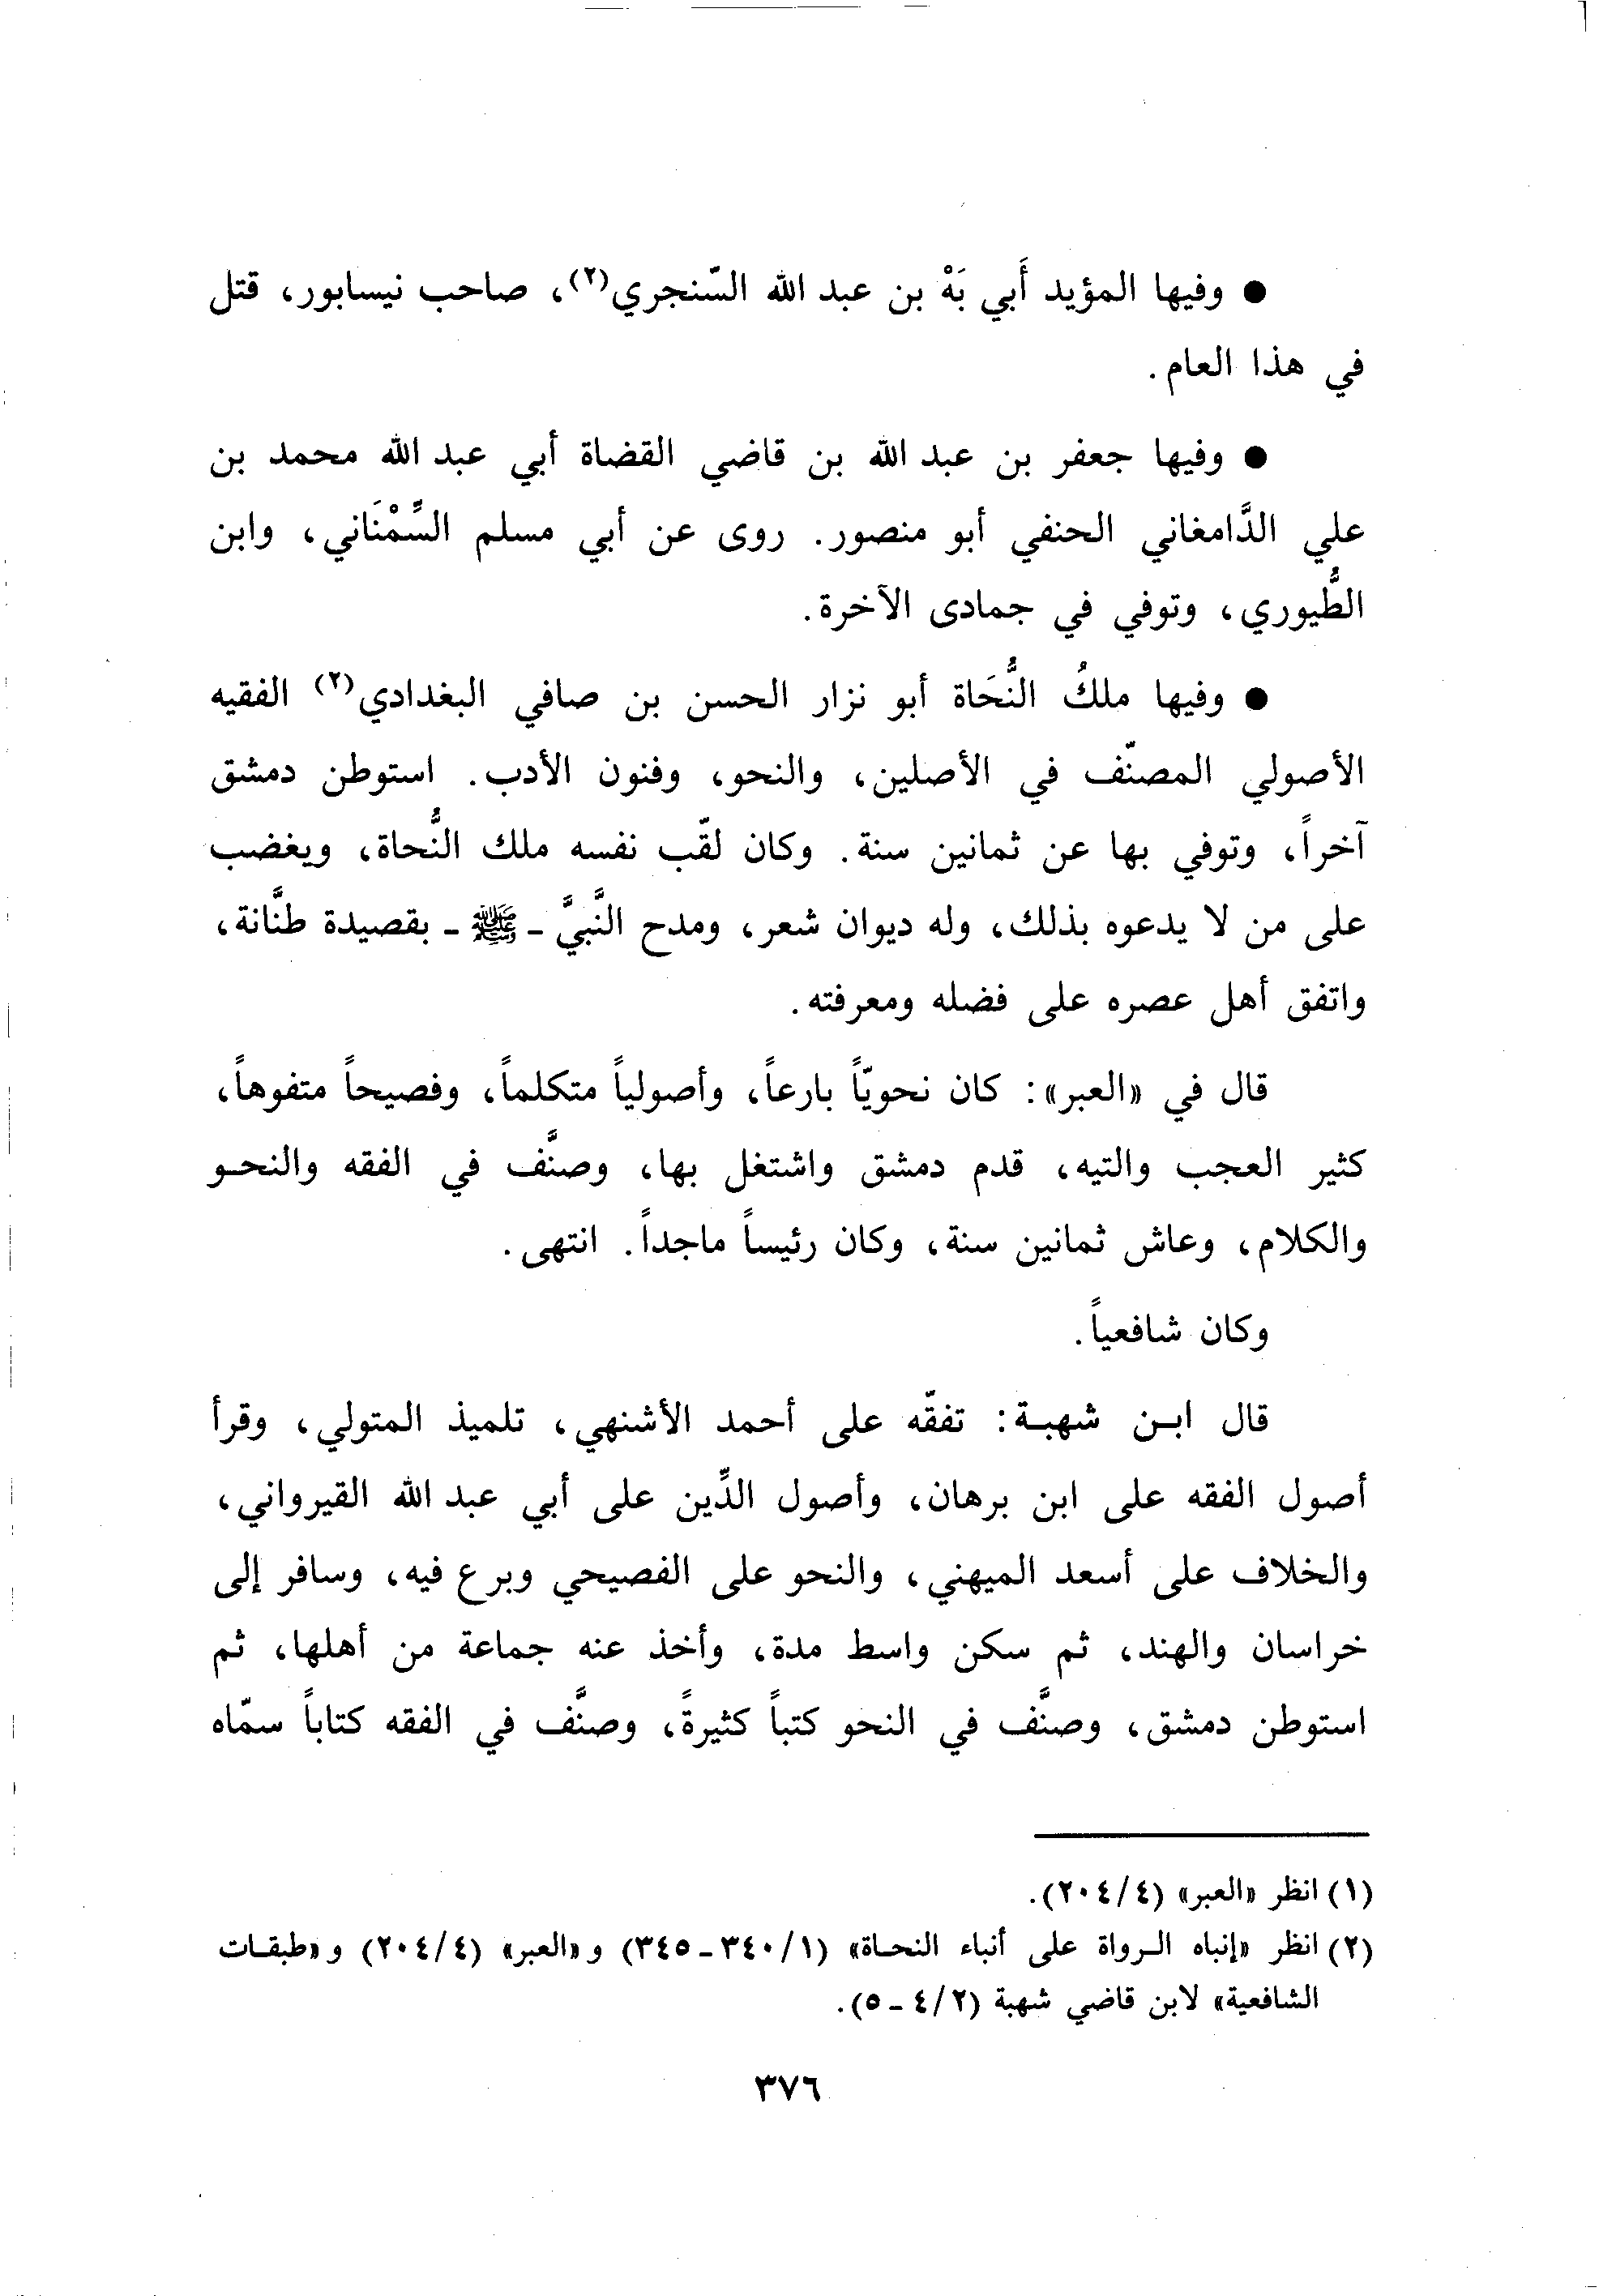 ● وفيها المؤيد أَبي بَهْ بن عبد الله السّنجري(٢)، صاحب نيسابور، قتل
في هذا العام.
● وفيها جعفر بن عبد الله بن قاضي القضاة أبي عبد الله محمد بن
علي الدَّامغاني الحنفي أبو منصور. روى عن أبي مسلم السِّمْنَاني، وابن
الطُّيوري، وتوفي في جمادى الآخرة.
● وفيها ملكُ النُّحَاة أبو نزار الحسن بن صافي البغدادي(٢) الفقيه
الأصولي المصنّف في الأصلين، والنحو، وفنون الأدب. استوطن دمشق
آخراً، وتوفي بها عن ثمانين سنة. وكان لقّب نفسه ملك النُّحاة، ويغضب
على من لا يدعوه بذلك، وله ديوان شعر، ومدح النَّبيَّ ـ ﷺ ـ بقصيدة طنَّانة،
واتفق أهل عصره على فضله ومعرفته.
قال في «العبر»: كان نحويّاً بارعاً، وأصولياً متكلماً، وفصيحاً متفوهاً،
كثير العجب والتيه، قدم دمشق واشتغل بها، وصنَّف في الفقه والنحو
والكلام، وعاش ثمانين سنة، وكان رئيساً ماجداً. انتهى.
وكان شافعياً.
قال ابن شهبة: تفقّه على أحمد الأشنهي، تلميذ المتولي، وقرأ
أصول الفقه على ابن برهان، وأصول الدِّين على أبي عبد الله القيرواني،
والخلاف على أسعد الميهني، والنحو على الفصيحي وبرع فيه، وسافر إلى
خراسان والهند، ثم سكن واسط مدة، وأخذ عنه جماعة من أهلها، ثم
استوطن دمشق، وصنَّف في النحو كتباً كثيرةً، وصنَّف في الفقه كتاباً سمّاه
(١) انظر «العبر» (٤/٢٠٤).
(٢) انظر «إنباه الرواة على أنباء النحاة» (١/٣٤٠ـ٣٤٥) و«العبر» (٤/٢٠٤) و«طبقات
الشافعية» لابن قاضي شهبة (٢/٤ ـ ٥).
٣٧٦